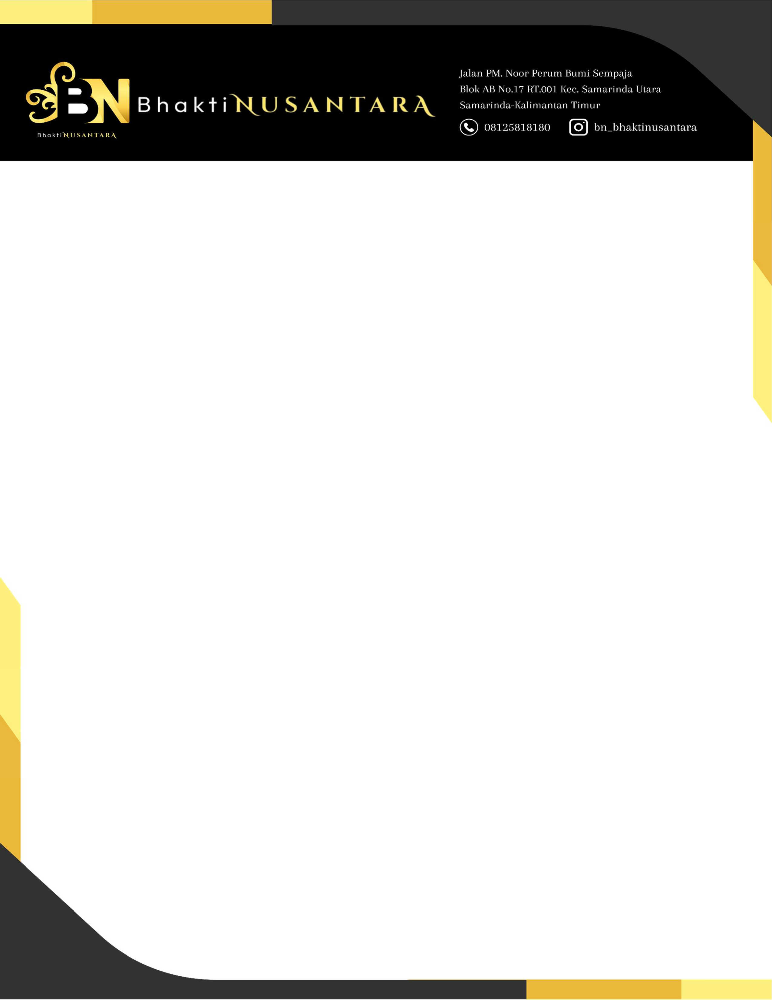 BN
BhaktiNUSANTARA
BhaktiNUSANTARA
Jalan PM. Noor Perum Bumi Sempaja
Blok AB No.17 RT.001 Kec. Samarinda Utara
Samarinda-Kalimantan Timur
08125818180 bn_bhaktinusantara